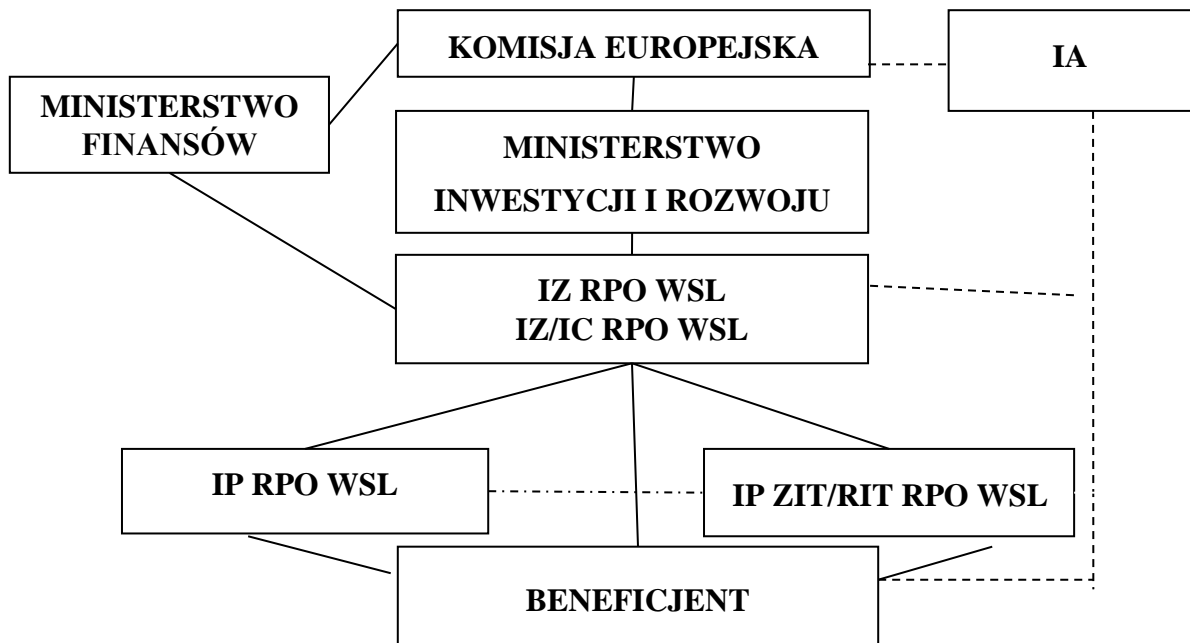 KOMISJA EUROPEJSKA
IA
MINISTERSTWO
FINANSÓW
MINISTERSTWO
INWESTYCJI I ROZWOJU
IZ RPO WSL
IZ/IC RPO WSL
IP RPO WSL
IP ZIT/RIT RPO WSL
BENEFICJENT